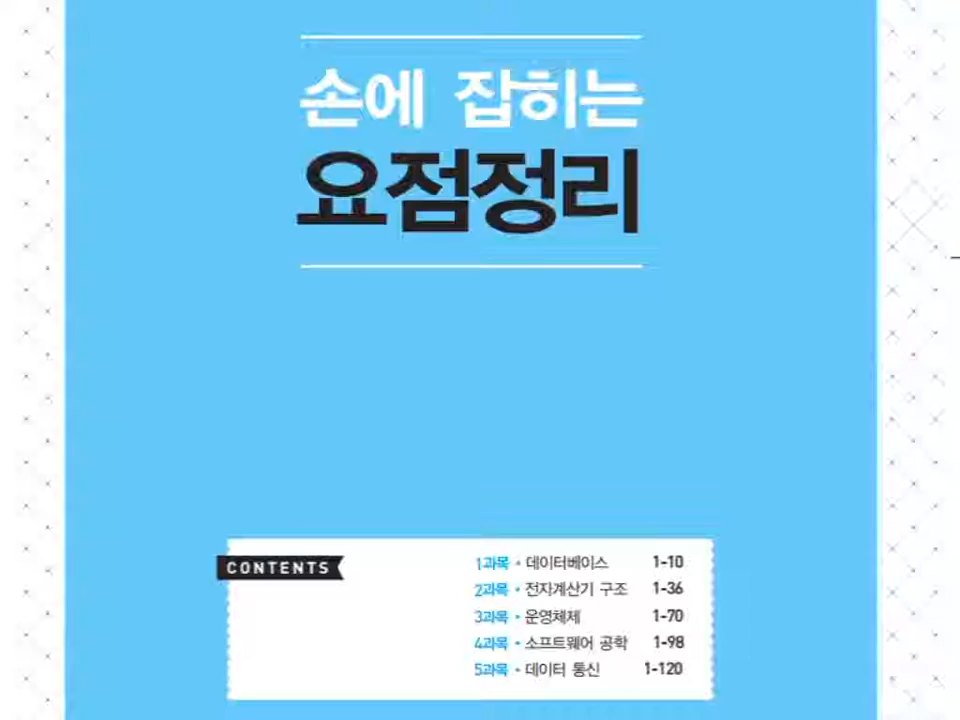 손에 잡히는
요점정리
CONTENTS
1과목 • 데이터베이스 1-10
2과목 • 전자계산기 구조 1-36
3과목 • 운영체제 1-70
4과목 • 소프트웨어 공학 1-98
5과목 • 데이터 통신 1-120